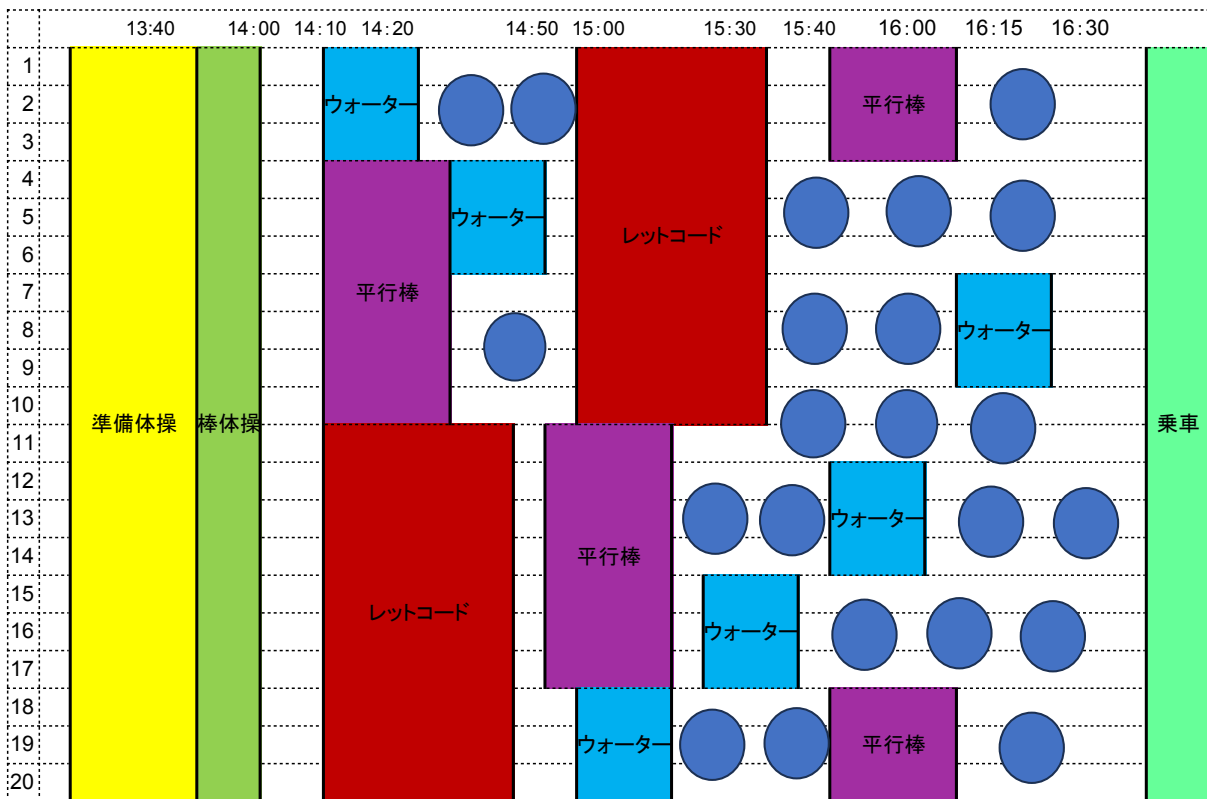 13:40 14:00 14:10 14:20 14:50 15:00 15:30 15:40 16:00 16:15 16:30
1
2 ウォーター 平行棒
3
4
5 ウォーター
6 レットコード
7 平行棒
8 ウォーター
9
10 準備体操 棒体操 乗車
11
12
13 ウォーター
14 平行棒
15 レットコード
16 ウォーター
17
18
19 ウォーター 平行棒
20